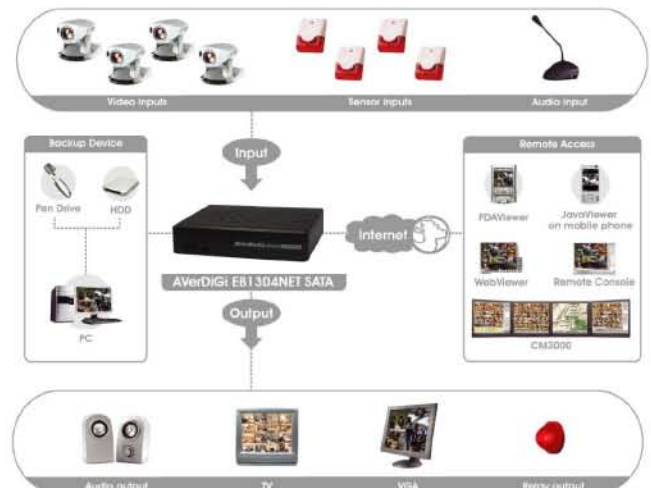 Video inputs
Sensor inputs
Audio input
Backup Device
Input
Remote Access
Pen Drive
HDD
PDAViewer
JavaViewer
on mobile phone
Internet
AVerDiGi EB1304NET SATA
WebViewer
Remote Console
Output
PC
CM3000
Audio output
TV
VGA
Relay output